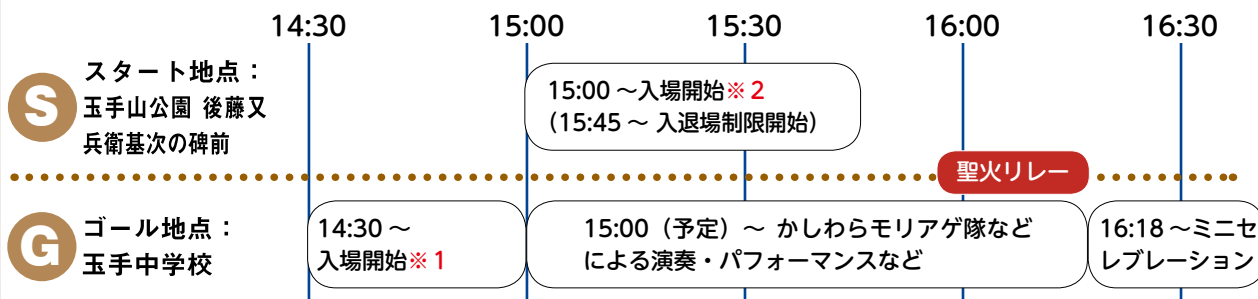 14:30 15:00 15:30 16:00 16:30
S
スタート地点：
玉手山公園 後藤又
兵衛基次の碑前
15:00 ～入場開始※2
（15:45 ～ 入退場制限開始）
聖火リレー
G
ゴール地点：
玉手中学校
14:30 ～
入場開始※1
15:00（予定）～ かしわらモリアゲ隊など
による演奏・パフォーマンスなど
16:18 ～ミニセ
レブレーション